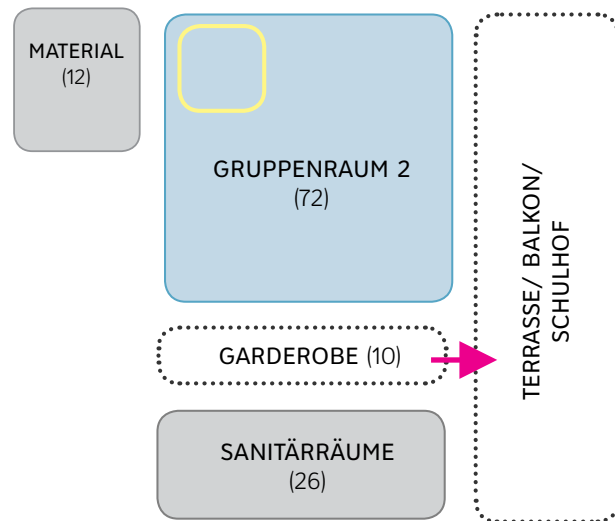 MATERIAL
(12)
GRUPPENRAUM 2
(72)
GARDEROBE (10)
SANITÄRRÄUME
(26)
TERRASSE/ BALKON/
SCHULHOF